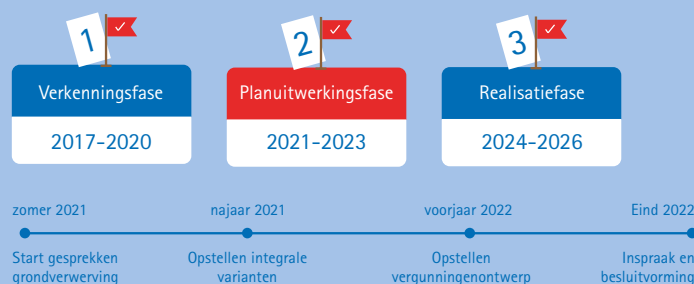 1
2
3
Verkenningsfase
Planuitwerkingsfase
Realisatiefase
2017-2020
2021-2023
2024-2026
zomer 2021
najaar 2021
voorjaar 2022
Eind 2022
Start gesprekken
grondverwerving
Opstellen integrale
varianten
Opstellen
vergunningenontwerp
Inspraak en
besluitvorming